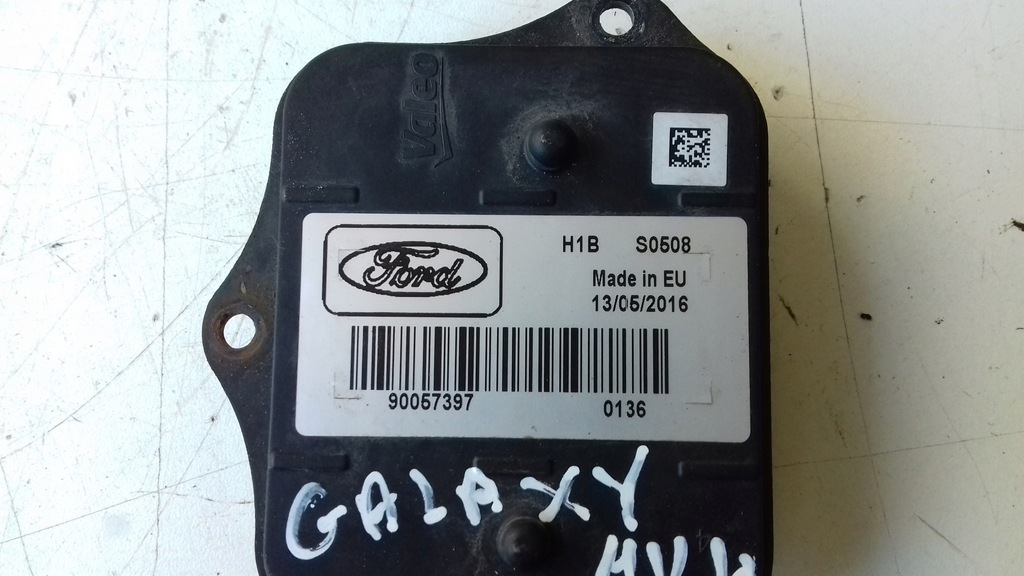 Valeo
Ford
H1B S0508
Made in EU
13/05/2016
90057397 0136
GALAXY